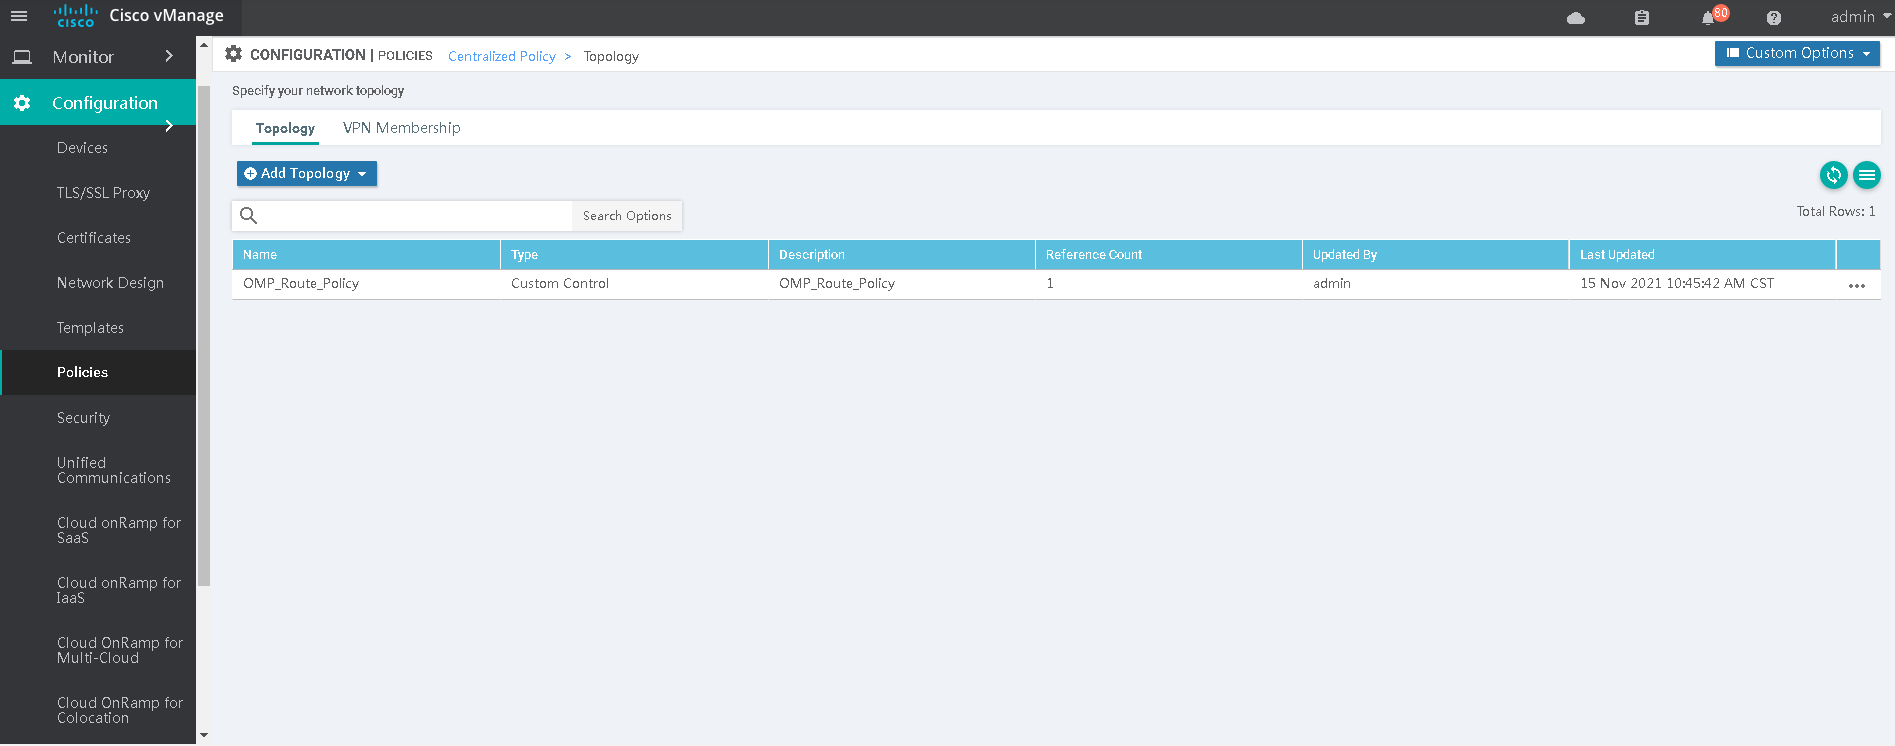 cisco Cisco vManage
80
admin
Monitor
Configuration
Devices
TLS/SSL Proxy
Certificates
Network Design
Templates
Policies
Security
Unified
Communications
Cloud onRamp for
SaaS
Cloud onRamp for
IaaS
Cloud OnRamp for
Multi-Cloud
Cloud OnRamp for
Colocation
CONFIGURATION | POLICIES Centralized Policy > Topology
Custom Options
Specify your network topology
Topology VPN Membership
Add Topology
Search Options
Total Rows: 1
Name Type Description Reference Count Updated By Last Updated
OMP_Route_Policy Custom Control OMP_Route_Policy 1 admin 15 Nov 2021 10:45:42 AM CST